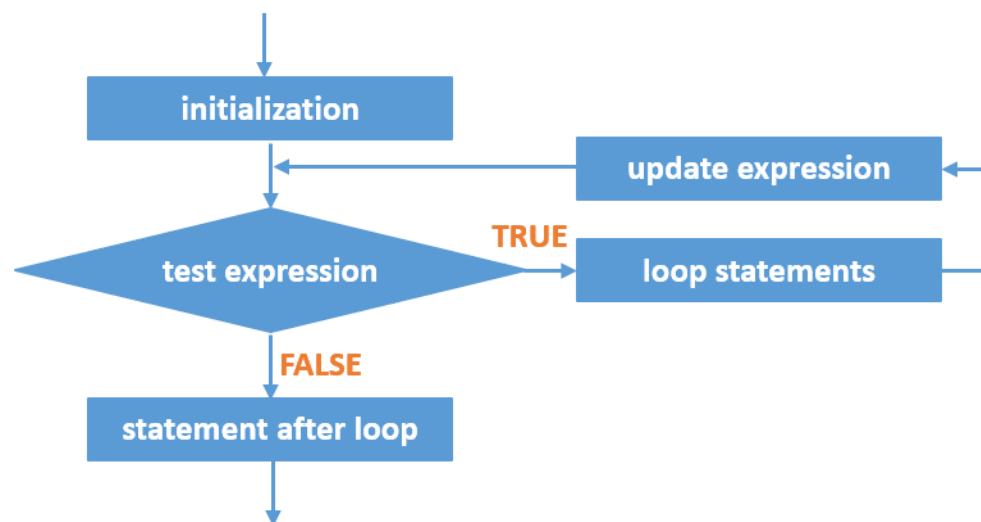 initialization
update expression
TRUE
test expression
loop statements
FALSE
statement after loop